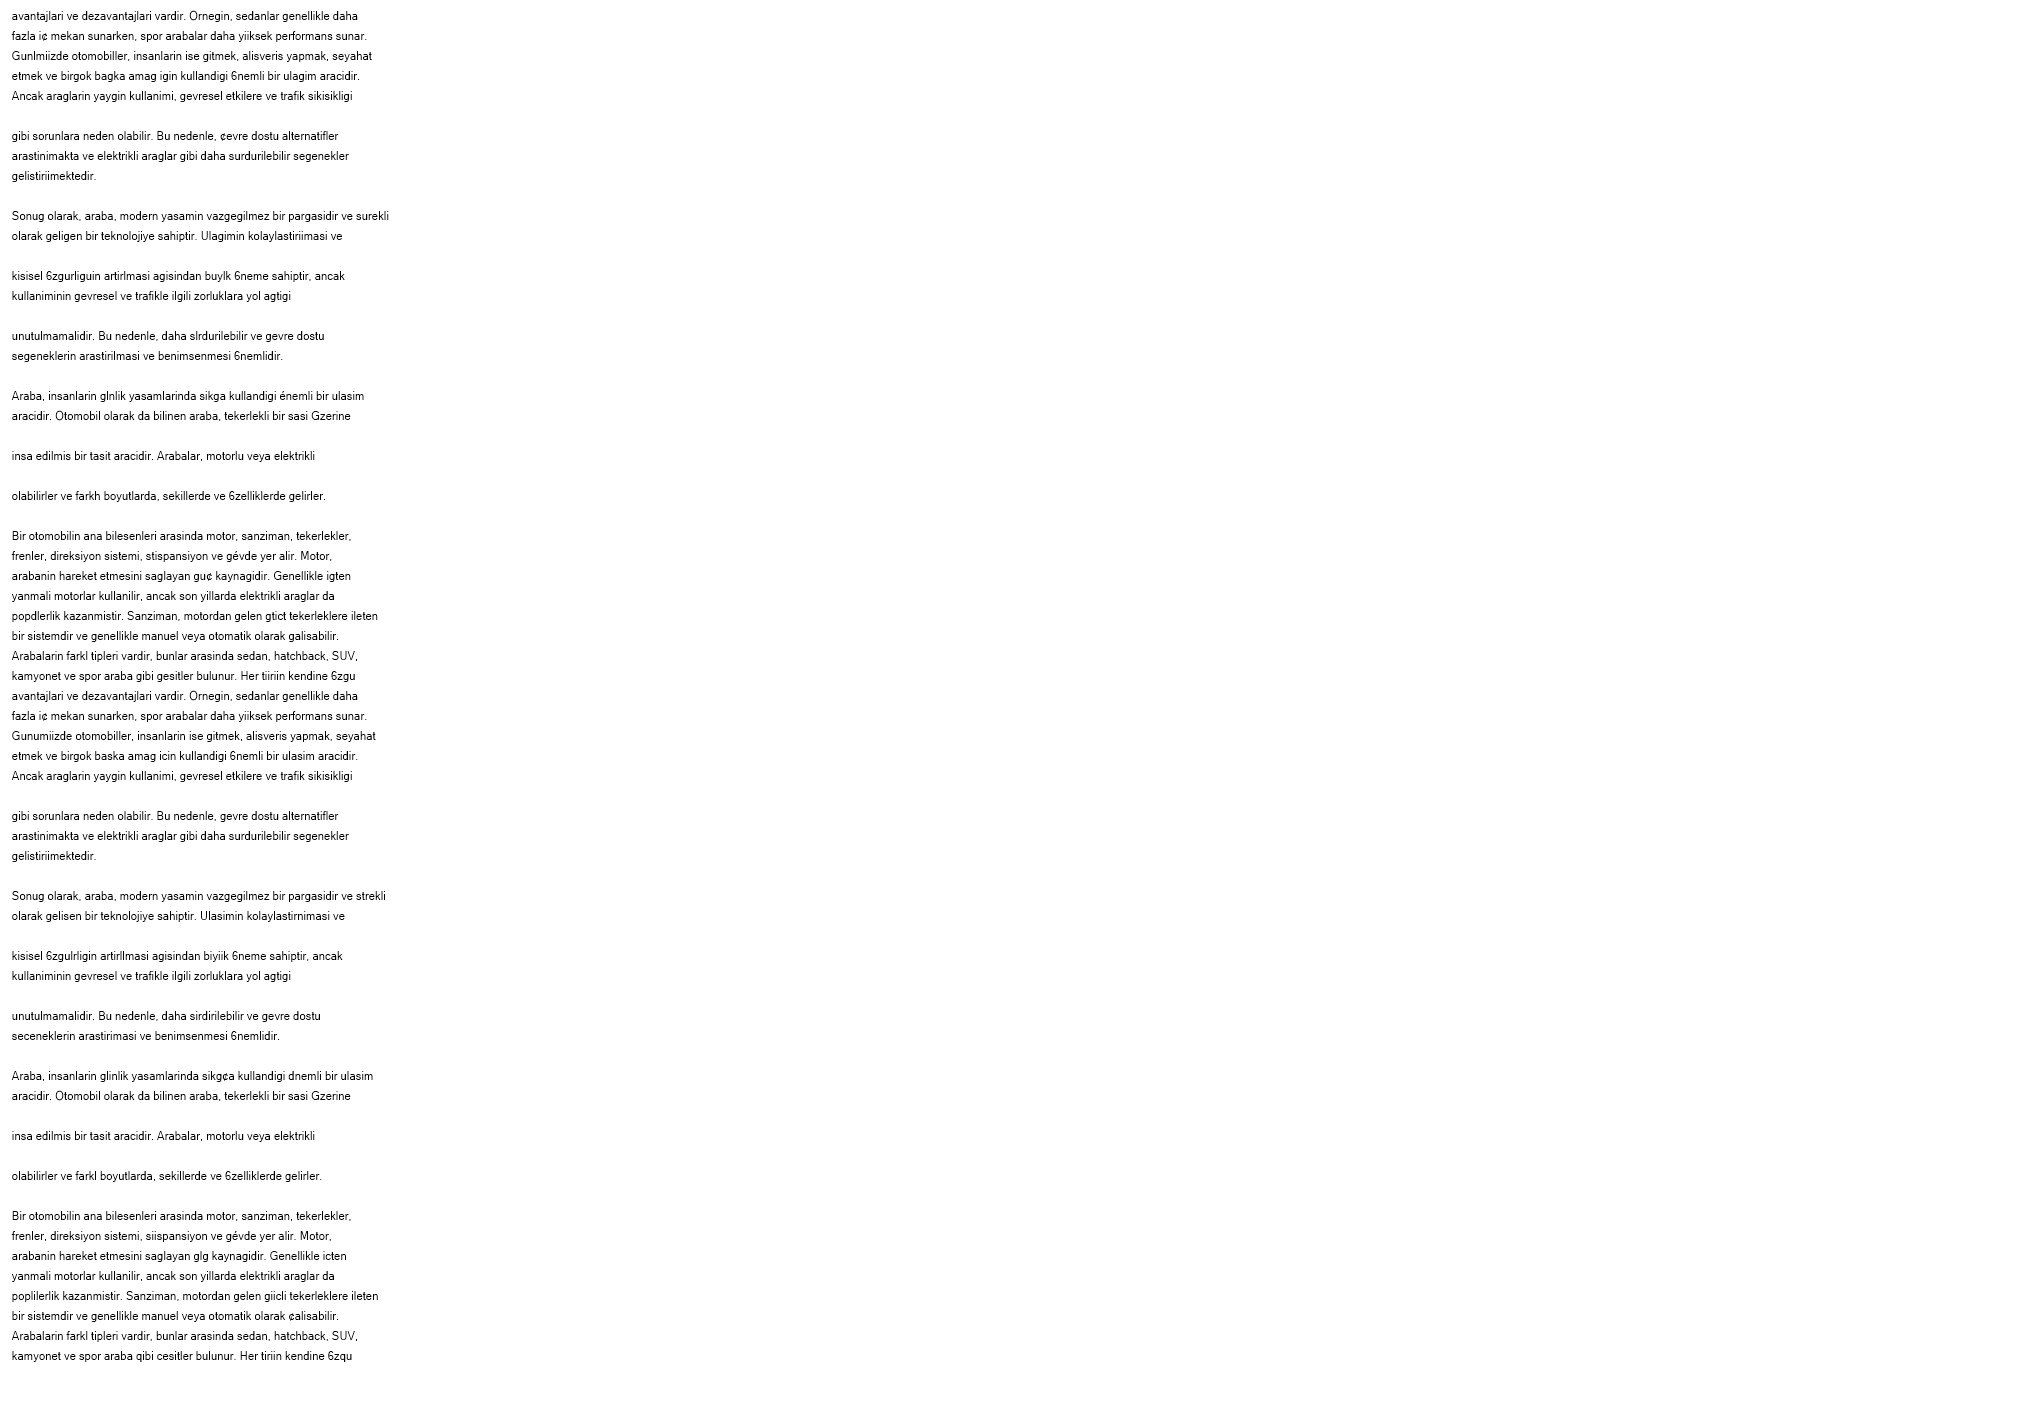 avantajlari ve dezavantajlari vardir. Ornegin, sedanlar genellikle daha
fazla i¢ mekan sunarken, spor arabalar daha yiiksek performans sunar.
Gunlmiizde otomobiller, insanlarin ise gitmek, alisveris yapmak, seyahat
etmek ve birgok bagka amag igin kullandigi 6nemli bir ulagim aracidir.
Ancak araglarin yaygin kullanimi, gevresel etkilere ve trafik sikisikligi
gibi sorunlara neden olabilir. Bu nedenle, ¢evre dostu alternatifler
arastinimakta ve elektrikli araglar gibi daha surdurilebilir segenekler
gelistiriimektedir.
Sonug olarak, araba, modern yasamin vazgegilmez bir pargasidir ve surekli
olarak geligen bir teknolojiye sahiptir. Ulagimin kolaylastiriimasi ve
kisisel 6zgurliguin artirlmasi agisindan buylk 6neme sahiptir, ancak
kullaniminin gevresel ve trafikle ilgili zorluklara yol agtigi
unutulmamalidir. Bu nedenle, daha slrdurilebilir ve gevre dostu
segeneklerin arastirilmasi ve benimsenmesi 6nemlidir.
Araba, insanlarin glnlik yasamlarinda sikga kullandigi énemli bir ulasim
aracidir. Otomobil olarak da bilinen araba, tekerlekli bir sasi Gzerine
insa edilmis bir tasit aracidir. Arabalar, motorlu veya elektrikli
olabilirler ve farkh boyutlarda, sekillerde ve 6zelliklerde gelirler.
Bir otomobilin ana bilesenleri arasinda motor, sanziman, tekerlekler,
frenler, direksiyon sistemi, stispansiyon ve gévde yer alir. Motor,
arabanin hareket etmesini saglayan gu¢ kaynagidir. Genellikle igten
yanmali motorlar kullanilir, ancak son yillarda elektrikli araglar da
popdlerlik kazanmistir. Sanziman, motordan gelen gtict tekerleklere ileten
bir sistemdir ve genellikle manuel veya otomatik olarak galisabilir.
Arabalarin farkl tipleri vardir, bunlar arasinda sedan, hatchback, SUV,
kamyonet ve spor araba gibi gesitler bulunur. Her tiiriin kendine 6zgu
avantajlari ve dezavantajlari vardir. Ornegin, sedanlar genellikle daha
fazla i¢ mekan sunarken, spor arabalar daha yiiksek performans sunar.
Gunumiizde otomobiller, insanlarin ise gitmek, alisveris yapmak, seyahat
etmek ve birgok baska amag icin kullandigi 6nemli bir ulasim aracidir.
Ancak araglarin yaygin kullanimi, gevresel etkilere ve trafik sikisikligi
gibi sorunlara neden olabilir. Bu nedenle, gevre dostu alternatifler
arastinimakta ve elektrikli araglar gibi daha surdurilebilir segenekler
gelistiriimektedir.
Sonug olarak, araba, modern yasamin vazgegilmez bir pargasidir ve strekli
olarak gelisen bir teknolojiye sahiptir. Ulasimin kolaylastirnimasi ve
kisisel 6zgulrligin artirllmasi agisindan biyiik 6neme sahiptir, ancak
kullaniminin gevresel ve trafikle ilgili zorluklara yol agtigi
unutulmamalidir. Bu nedenle, daha sirdirilebilir ve gevre dostu
seceneklerin arastirimasi ve benimsenmesi 6nemlidir.
Araba, insanlarin glinlik yasamlarinda sikg¢a kullandigi dnemli bir ulasim
aracidir. Otomobil olarak da bilinen araba, tekerlekli bir sasi Gzerine
insa edilmis bir tasit aracidir. Arabalar, motorlu veya elektrikli
olabilirler ve farkl boyutlarda, sekillerde ve 6zelliklerde gelirler.
Bir otomobilin ana bilesenleri arasinda motor, sanziman, tekerlekler,
frenler, direksiyon sistemi, siispansiyon ve gévde yer alir. Motor,
arabanin hareket etmesini saglayan glg kaynagidir. Genellikle icten
yanmali motorlar kullanilir, ancak son yillarda elektrikli araglar da
poplilerlik kazanmistir. Sanziman, motordan gelen giicli tekerleklere ileten
bir sistemdir ve genellikle manuel veya otomatik olarak ¢alisabilir.
Arabalarin farkl tipleri vardir, bunlar arasinda sedan, hatchback, SUV,
kamyonet ve spor araba qibi cesitler bulunur. Her tiriin kendine 6zqu